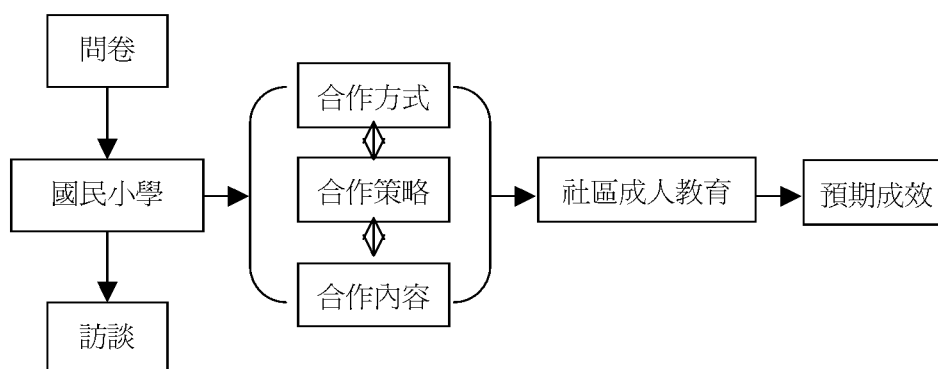 問卷
國民小學
訪談
合作方式
合作策略
合作內容
社區成人教育
預期成效